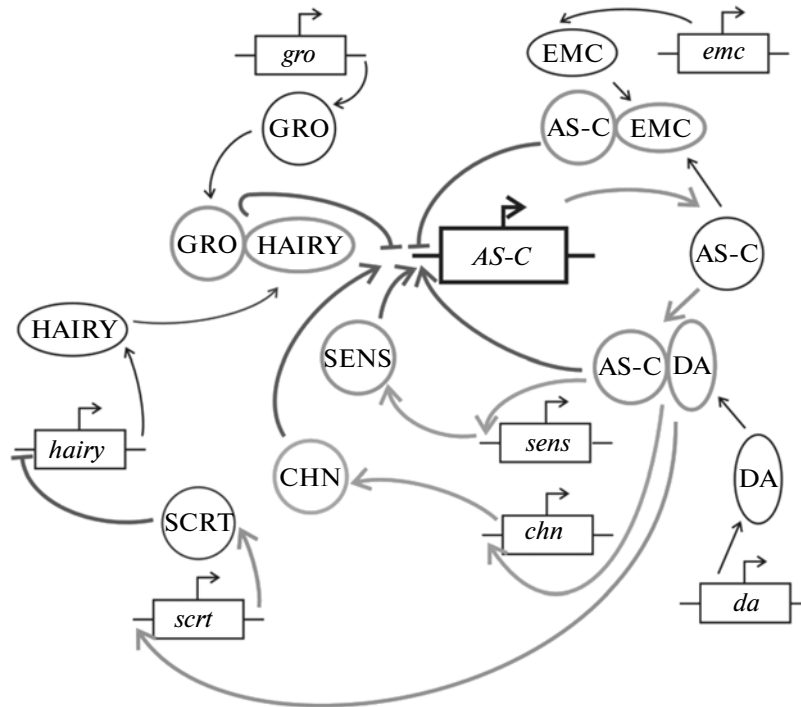 gro
EMC
emc
GRO
AS-C
EMC
GRO
HAIRY
AS-C
AS-C
HAIRY
SENS
AS-C
DA
hairy
sens
CHN
DA
SCRT
chn
scrt
da